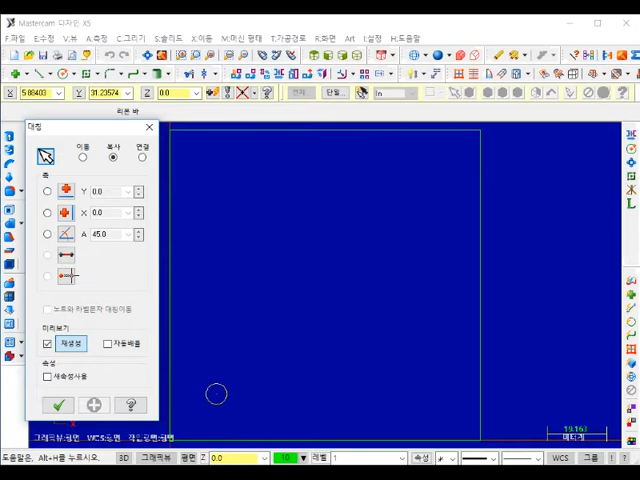 Mastercam 디자인 X5
F.파일 E:수정 V.뷰 A.측정 C:그리기 S:솔리드 X.이동 M:머신 형태 T:가공경로 R:화면 Art I:설정 H:도움말
X 5.88403 Y 31.23574 Z 0.0 전체... 단일... In
리본 바
대칭
이동 복사 연결
축
Y 0.0
X 0.0
A 45.0
노트와 라벨문자 대칭이동
미리보기
재생성 자동배율
속성
새속성사용
그래픽뷰:평면 WCS:평면 작업평면:평면
19.163
미터계
도움말은, Alt+H를 누르시오. 3D 그래픽뷰 평면 Z 0.0 10 레벨 1 속성 WCS 그룹 ! ?